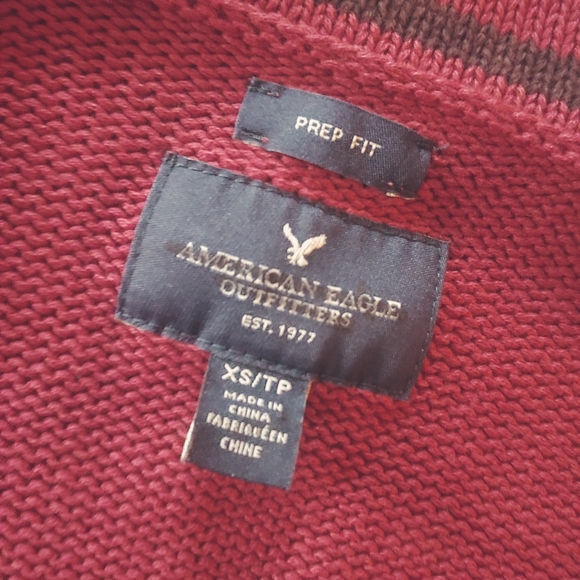 PREP FIT
AMERICAN EAGLE
OUTFITTERS
EST. 1977
XS/TP
MADE IN
CHINA
FABRIQUÉ EN
CHINE